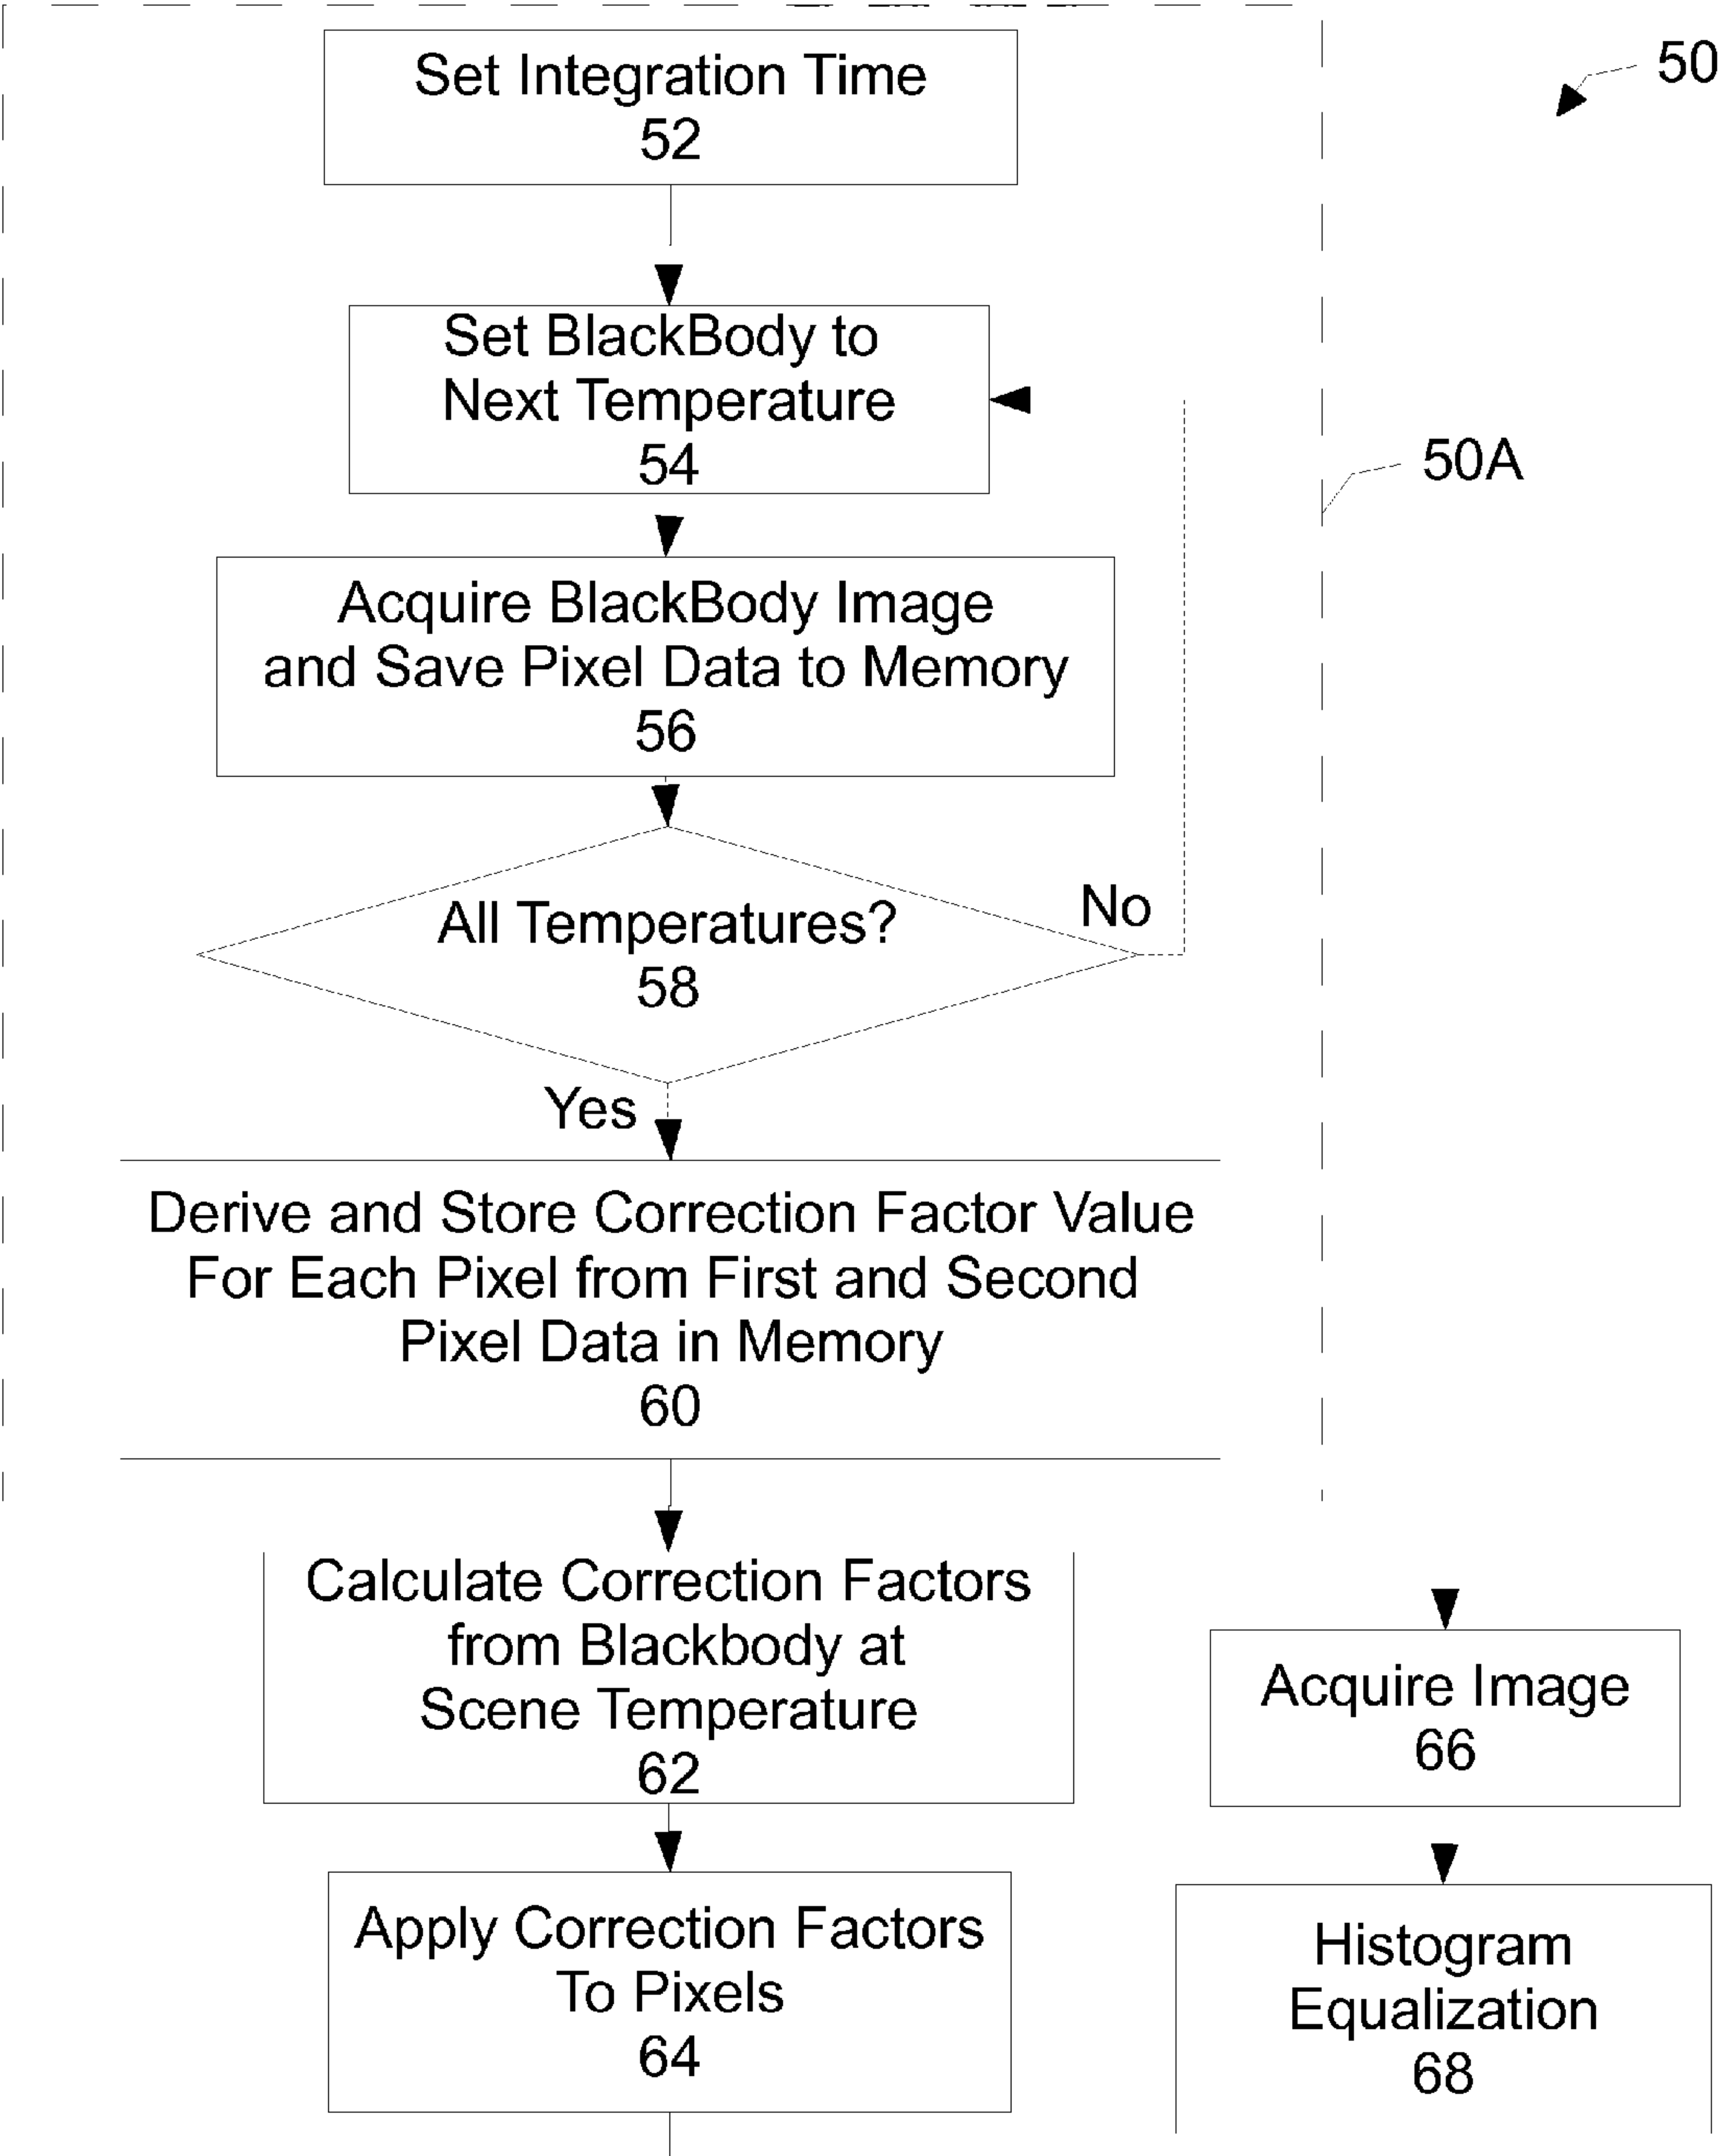 50
Set Integration Time
52
Set BlackBody to
Next Temperature
54
50A
Acquire BlackBody Image
and Save Pixel Data to Memory
56
All Temperatures?
58
No
Yes
Derive and Store Correction Factor Value
For Each Pixel from First and Second
Pixel Data in Memory
60
Calculate Correction Factors
from Blackbody at
Scene Temperature
62
Apply Correction Factors
To Pixels
64
Acquire Image
66
Histogram
Equalization
68